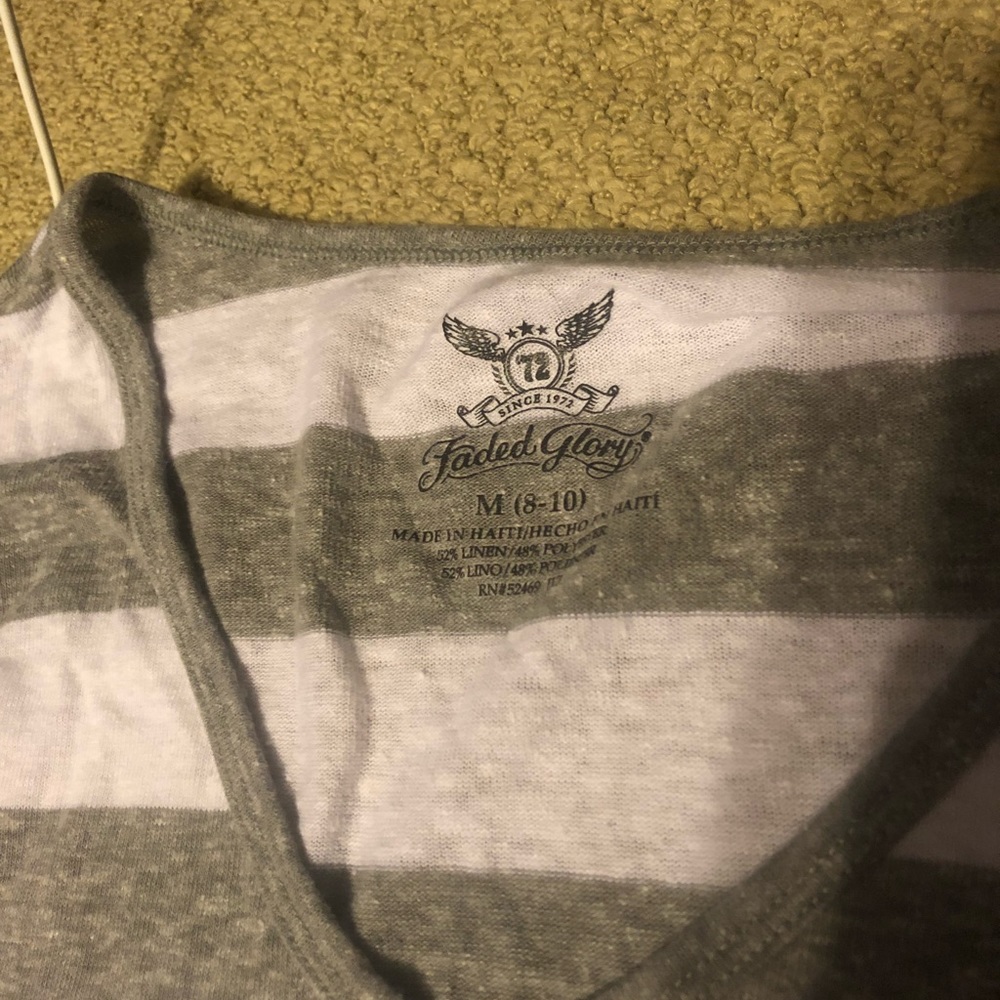 '72
SINCE 1972
Faded Glory
M (8-10)
MADE IN HAITI/HECHO EN HAITI
52% LINEN/48% POLYESTER
52% LINO/48% POLIESTER
RN#52469